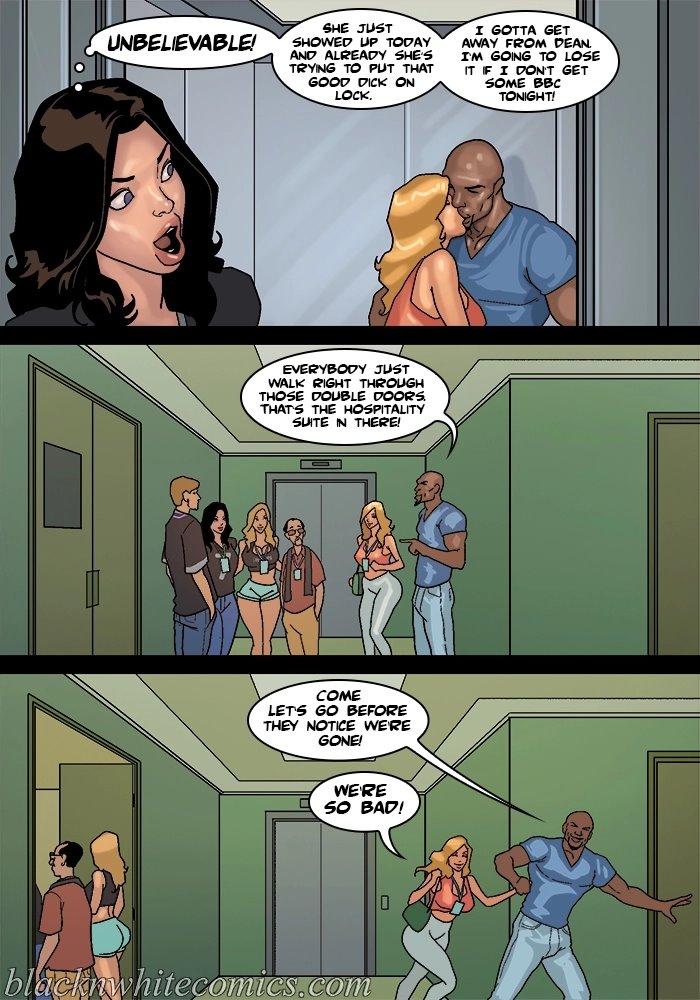 UNBELIEVABLE!
SHE JUST
SHOWED UP TODAY
AND ALREADY SHE'S
TRYING TO PUT THAT
GOOD DICK ON
LOCK.
I GOTTA GET
AWAY FROM DEAN.
I'M GOING TO LOSE
IT IF I DON'T GET
SOME BBC
TONIGHT!
EVERYBODY JUST
WALK RIGHT THROUGH
THOSE DOUBLE DOORS.
THAT'S THE HOSPITALITY
SUITE IN THERE!
COME
LET'S GO BEFORE
THEY NOTICE WE'RE
GONE!
WE'RE
SO BAD!
blacknwhitecomics.com